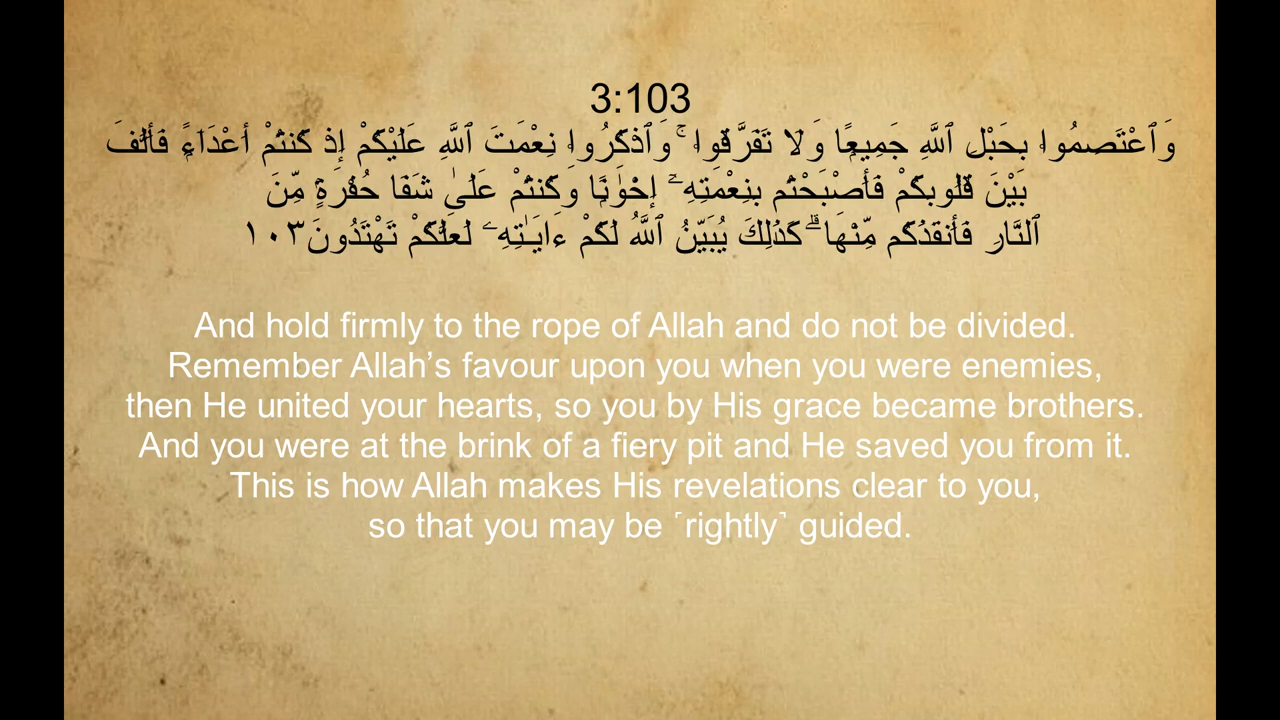 3:103
وَٱعْتَصِمُوا۟ بِحَبْلِ ٱللَّهِ جَمِيعًۭا وَلَا تَفَرَّقُوا۟ ۚ وَٱذْكُرُوا۟ نِعْمَتَ ٱللَّهِ عَلَيْكُمْ إِذْ كُنتُمْ أَعْدَآءًۭ فَأَلَّفَ
بَيْنَ قُلُوبِكُمْ فَأَصْبَحْتُم بِنِعْمَتِهِۦٓ إِخْوَٰنًۭا وَكُنتُمْ عَلَىٰ شَفَا حُفْرَةٍۢ مِّنَ
ٱلنَّارِ فَأَنقَذَكُم مِّنْهَا ۗ كَذَٰلِكَ يُبَيِّنُ ٱللَّهُ لَكُمْ ءَايَـٰتِهِۦ لَعَلَّكُمْ تَهْتَدُونَ١٠٣
And hold firmly to the rope of Allah and do not be divided.
Remember Allah’s favour upon you when you were enemies,
then He united your hearts, so you by His grace became brothers.
And you were at the brink of a fiery pit and He saved you from it.
This is how Allah makes His revelations clear to you,
so that you may be ˹rightly˺ guided.